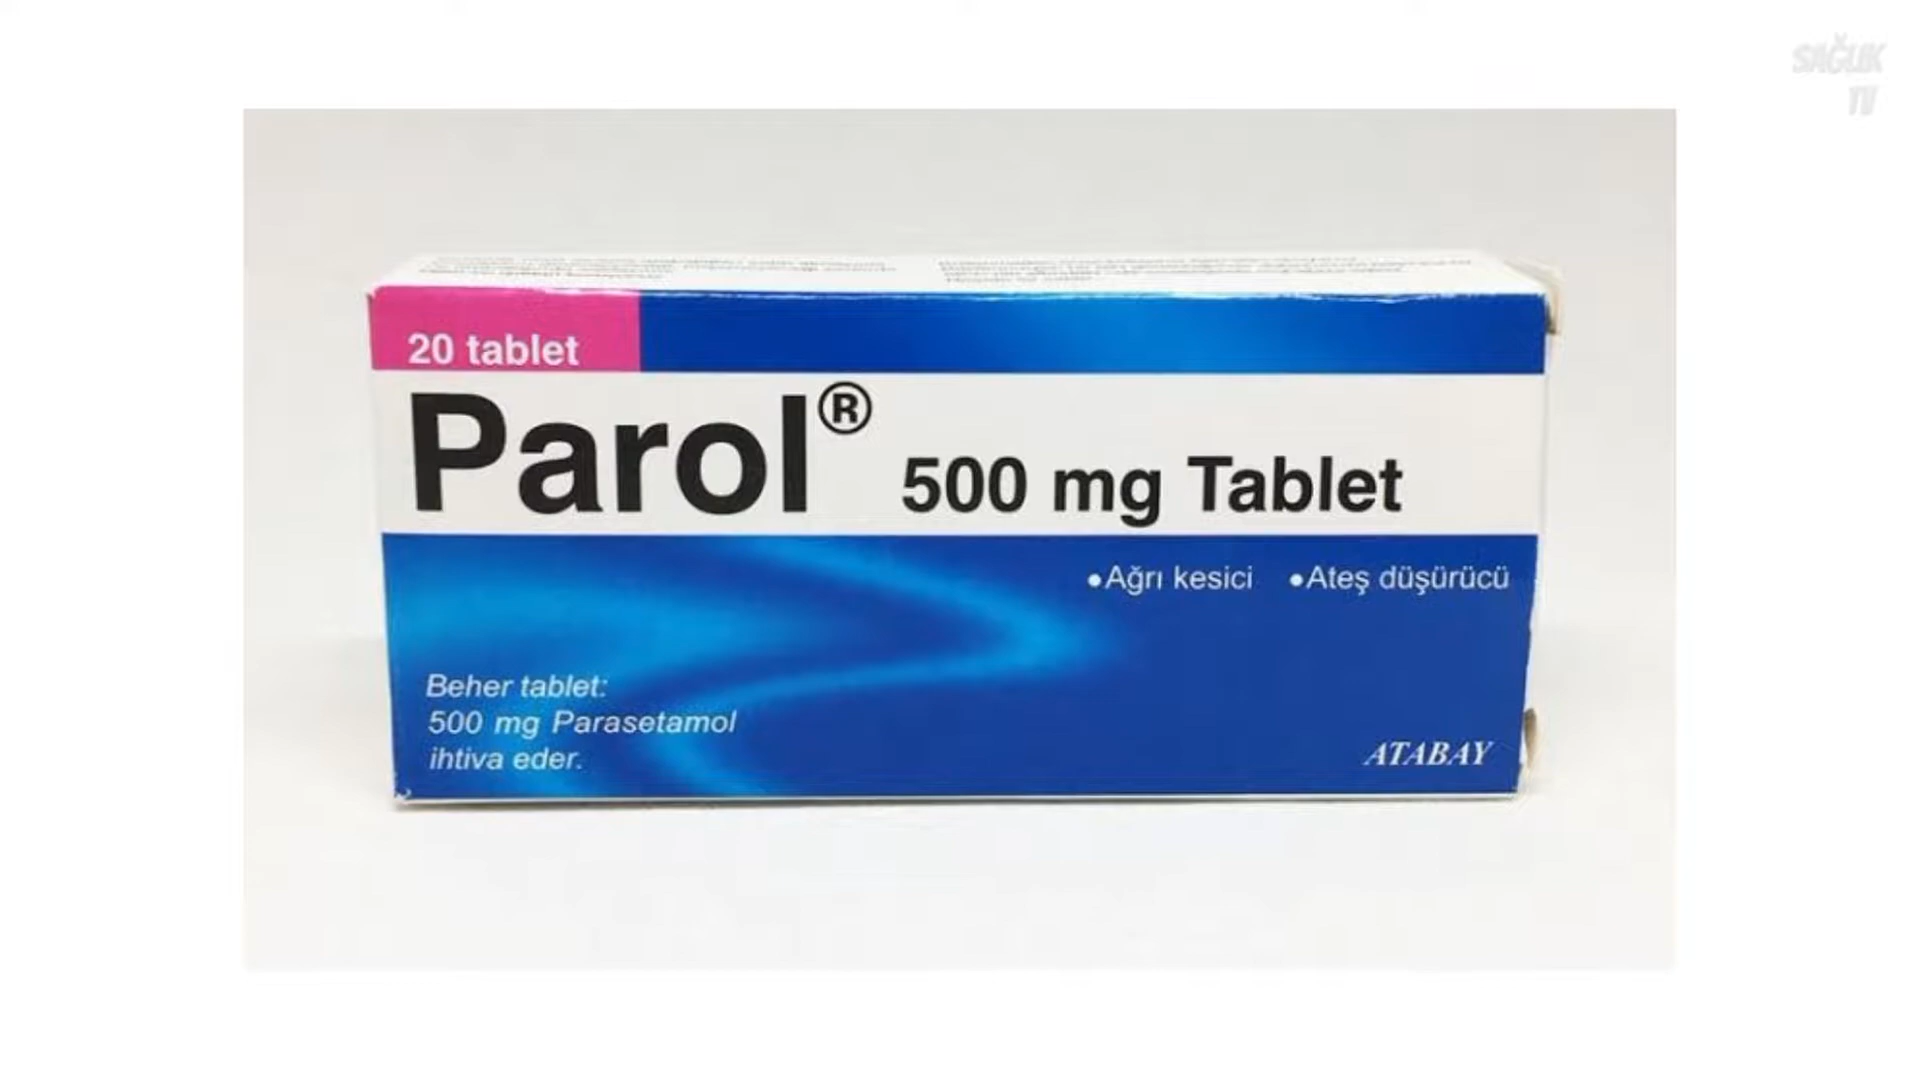 SAĞLIK
TV
20 tablet
Parol® 500 mg Tablet
•Ağrı kesici •Ateş düşürücü
Beher tablet:
500 mg Parasetamol
ihtiva eder.
ATABAY